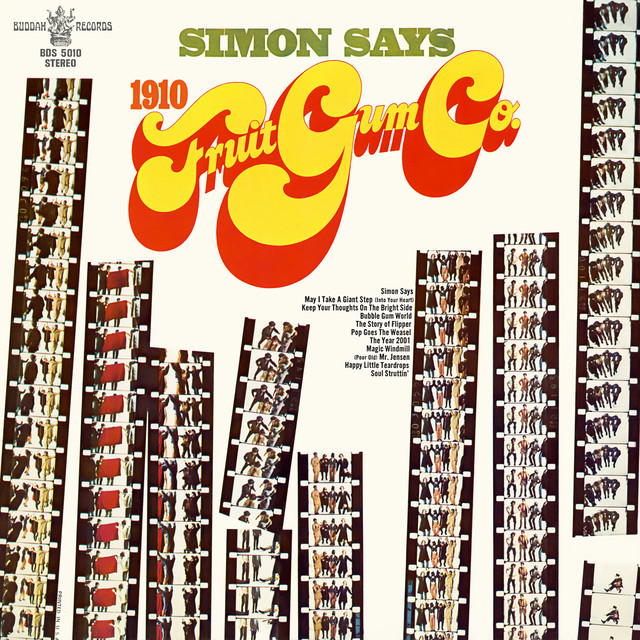 BUDDAH RECORDS
BDS 5010
STEREO
SIMON SAYS
1910
Fruit Gum Co.
Simon Says
May I Take A Giant Step (Into Your Heart)
Keep Your Thoughts On The Bright Side
Bubble Gum World
The Story of Flipper
Pop Goes The Weasel
The Year 2001
Magic Windmill
(Poor Old) Mr. Jensen
Happy Little Teardrops
Soul Struttin'
PRINTED IN U.S.